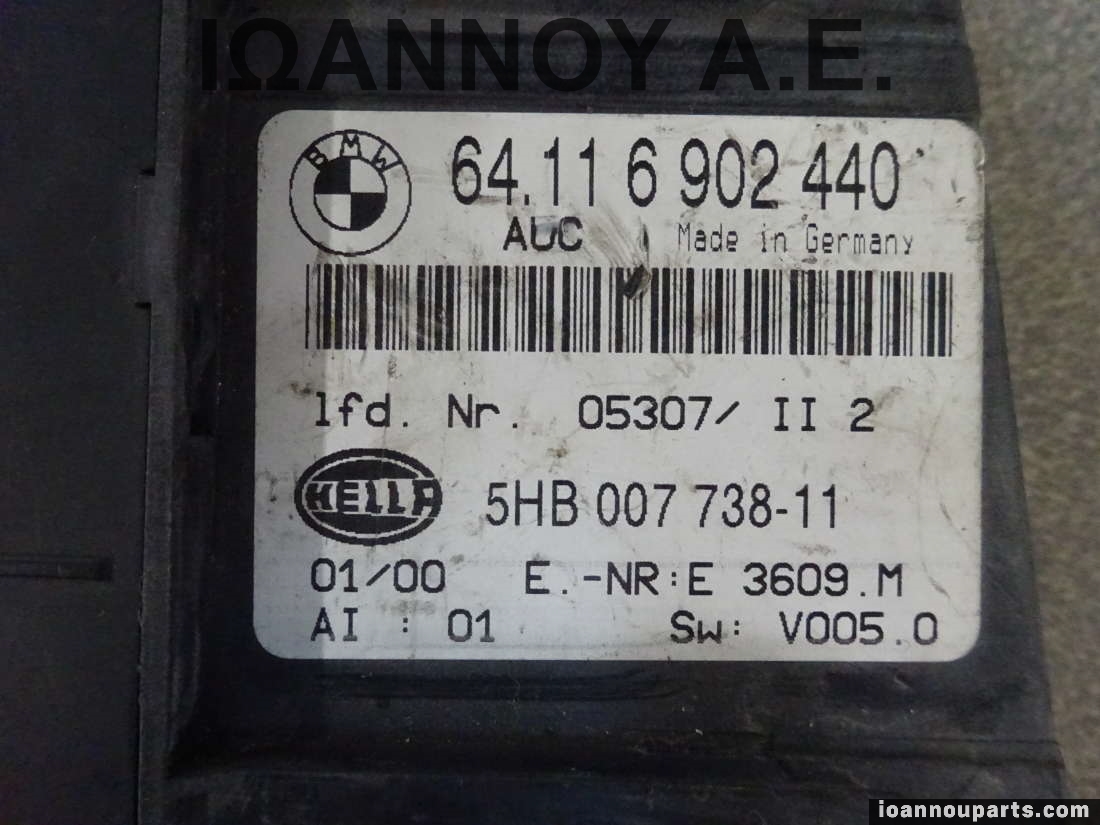 ΙΩΑΝΝΟΥ Α.Ε.
BMW
64.11 6 902 440
AUC Made in Germany
lfd. Nr. 05307/ II 2
HELLA 5HB 007 738-11
01/00 E.-NR:E 3609.M
AI : 01 Sw: V005.0
ioannouparts.com